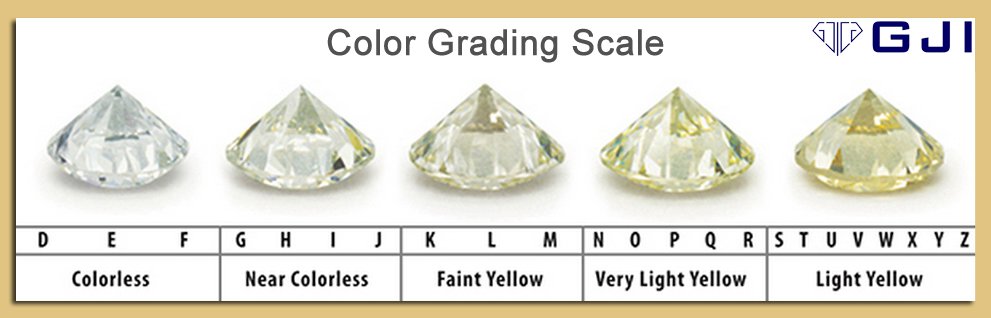 Color Grading Scale
GJI
D E F G H I J K L M N O P Q R S T U V W X Y Z
Colorless Near Colorless Faint Yellow Very Light Yellow Light Yellow